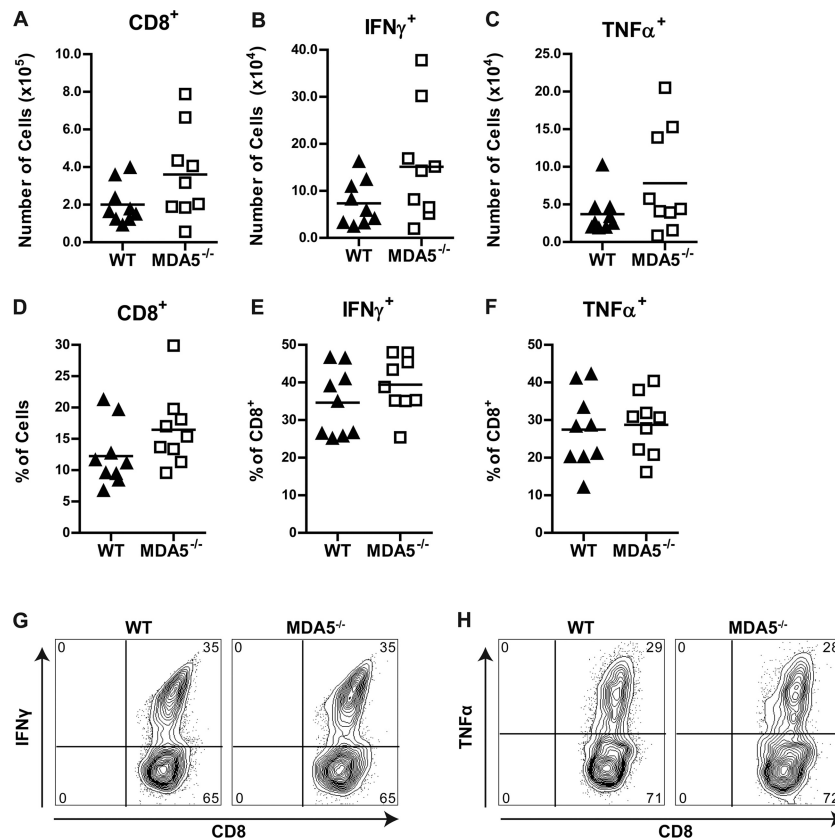 A
CD8+
Number of Cells (x10^5)
10.0
8.0
6.0
4.0
2.0
0.0
WT MDA5-/-
B
IFNγ+
Number of Cells (x10^4)
40.0
30.0
20.0
10.0
0.0
WT MDA5-/-
C
TNFα+
Number of Cells (x10^4)
25.0
20.0
15.0
10.0
5.0
0.0
WT MDA5-/-
D
CD8+
% of Cells
30
25
20
15
10
5
0
WT MDA5-/-
E
IFNγ+
% of CD8+
50
40
30
20
10
0
WT MDA5-/-
F
TNFα+
% of CD8+
50
40
30
20
10
0
WT MDA5-/-
G
WT
MDA5-/-
IFNγ
0 35
0 65
0 35
0 65
CD8
H
WT
MDA5-/-
TNFα
0 29
0 71
0 28
0 72
CD8